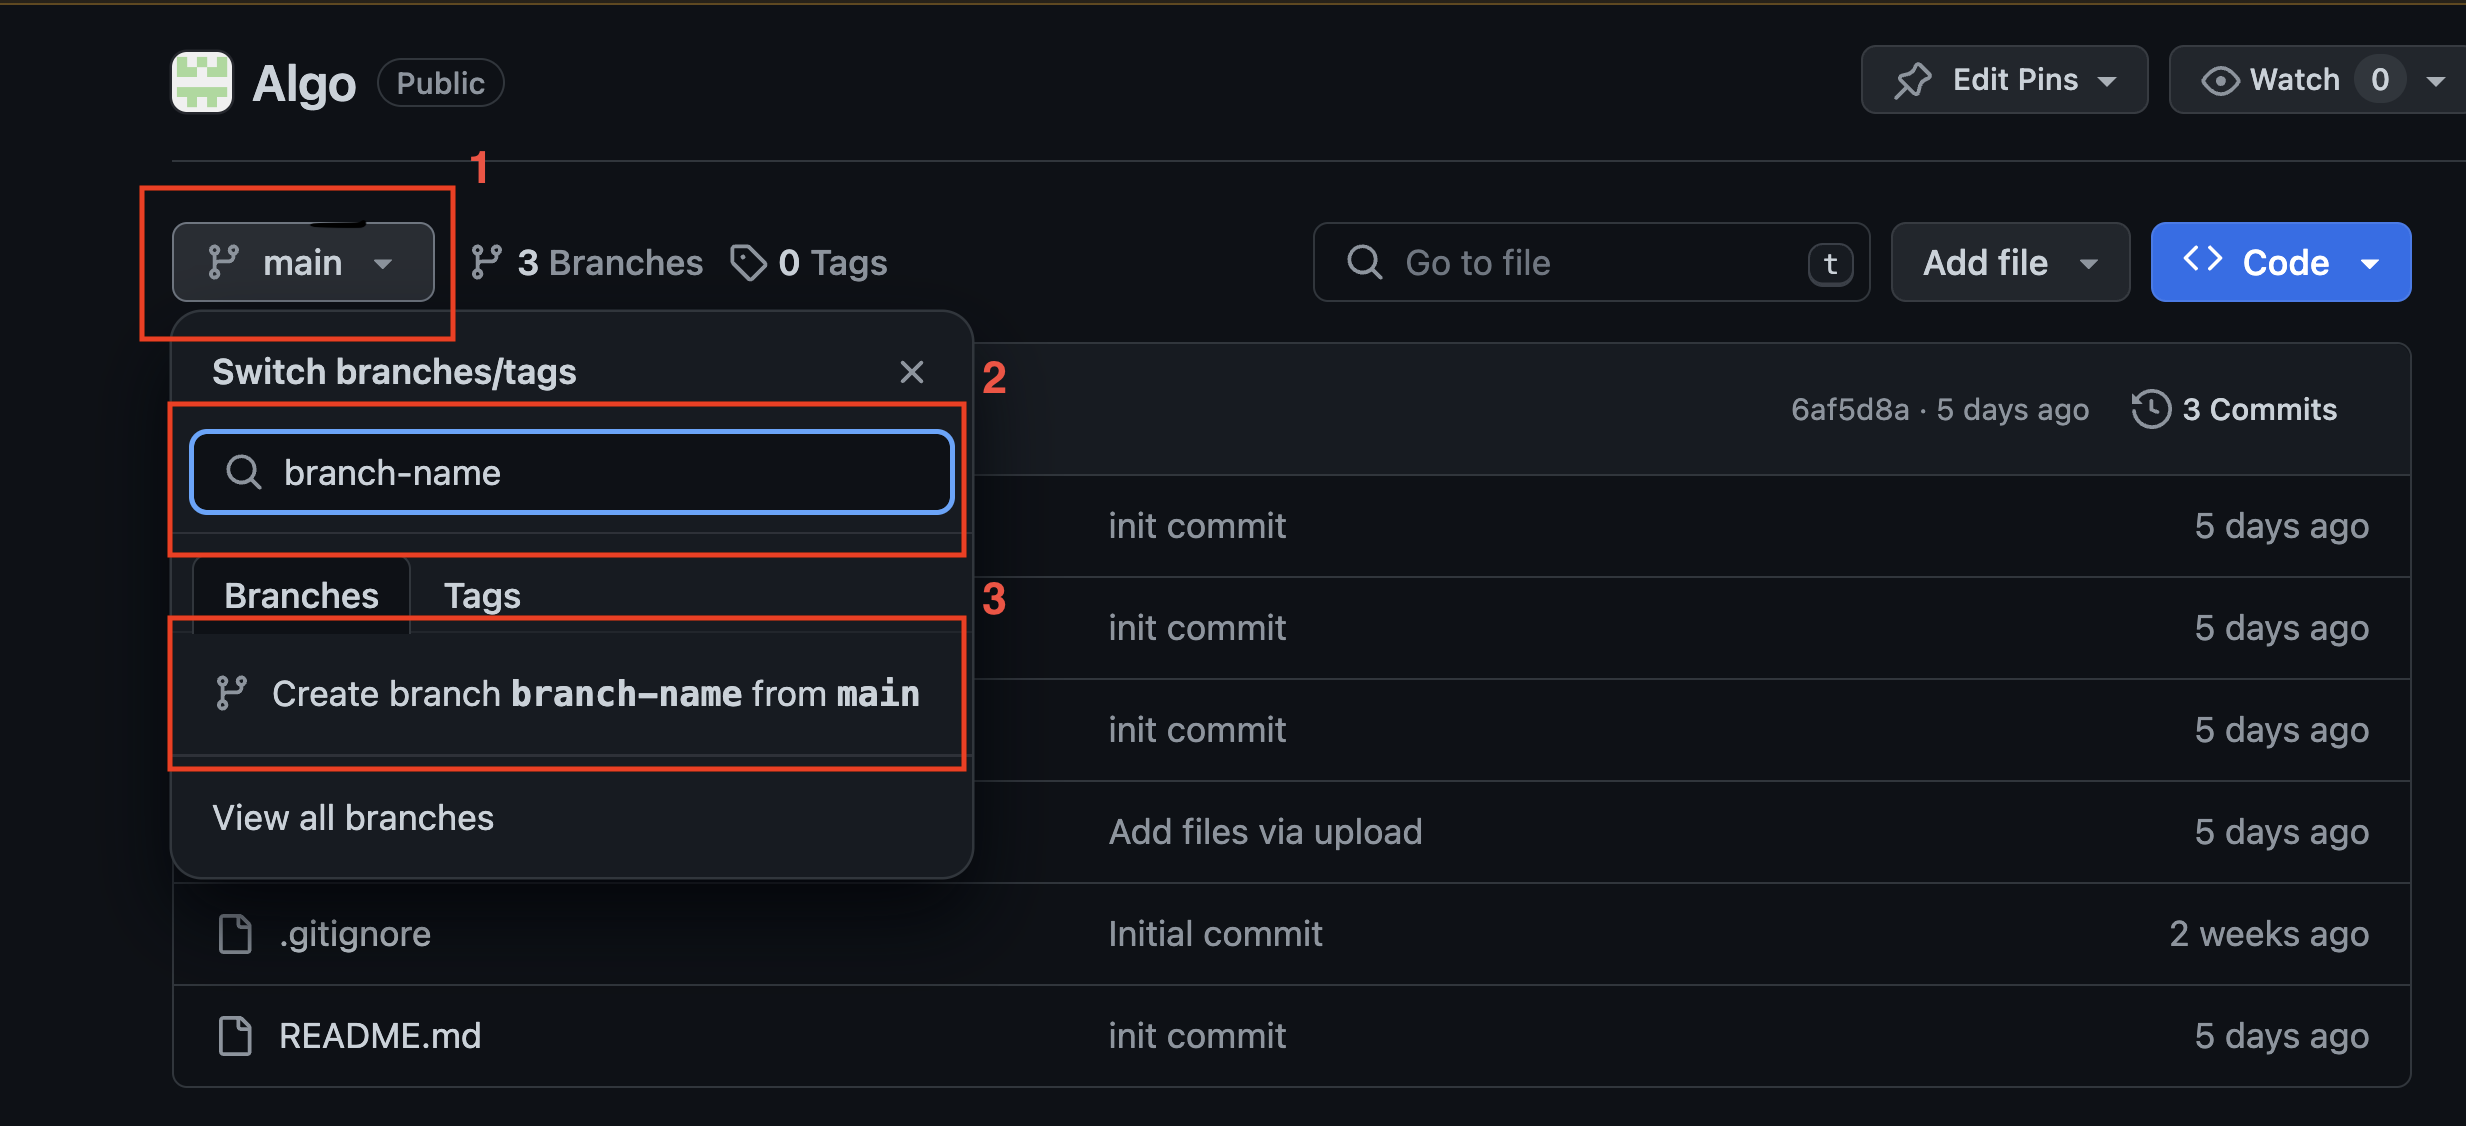 Algo Public Edit Pins Watch 0
1
main 3 Branches 0 Tags Go to file t Add file Code
Switch branches/tags
2
branch-name
Branches Tags
3
Create branch branch-name from main
View all branches
6af5d8a · 5 days ago 3 Commits
init commit 5 days ago
init commit 5 days ago
init commit 5 days ago
Add files via upload 5 days ago
.gitignore Initial commit 2 weeks ago
README.md init commit 5 days ago